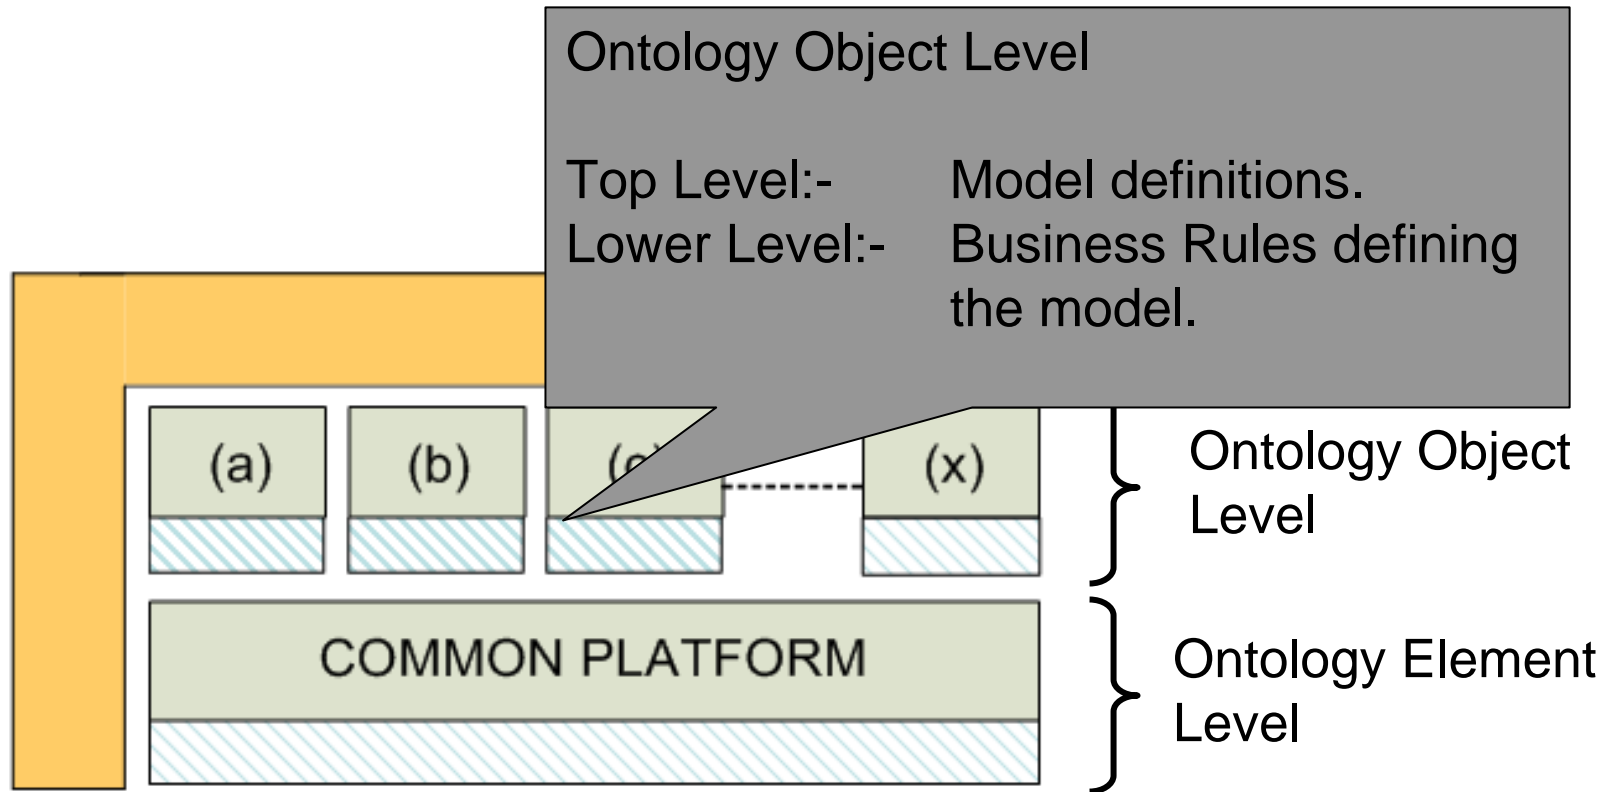 Ontology Object Level
Top Level:- Model definitions.
Lower Level:- Business Rules defining
the model.
(a) (b) (x)
Ontology Object
Level
COMMON PLATFORM
Ontology Element
Level